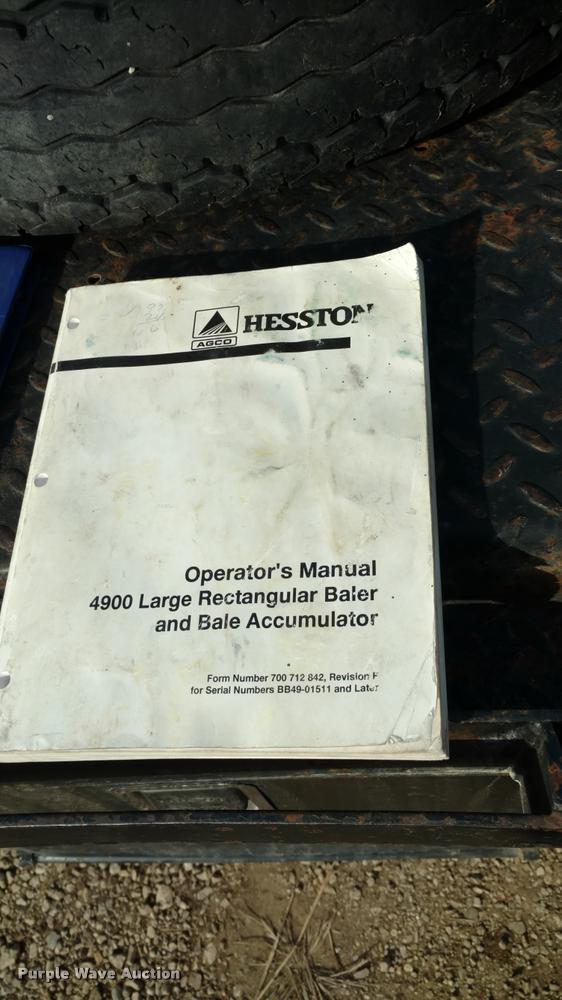 HESSTON
AGCO
Operator's Manual
4900 Large Rectangular Baler
and Bale Accumulator
Form Number 700 712 842, Revision
for Serial Numbers BB49-01511 and Later
Purple Wave Auction